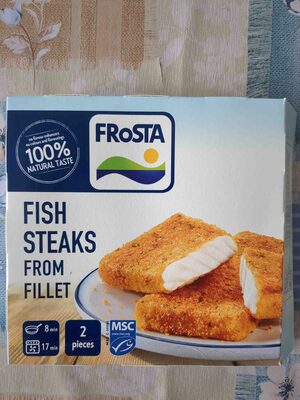 no flavour enhancers
no colours and flavourings
100%
NATURAL TASTE
FRoSTA
FISH
STEAKS
FROM
FILLET
8 min
17 min
2
pieces
MSC